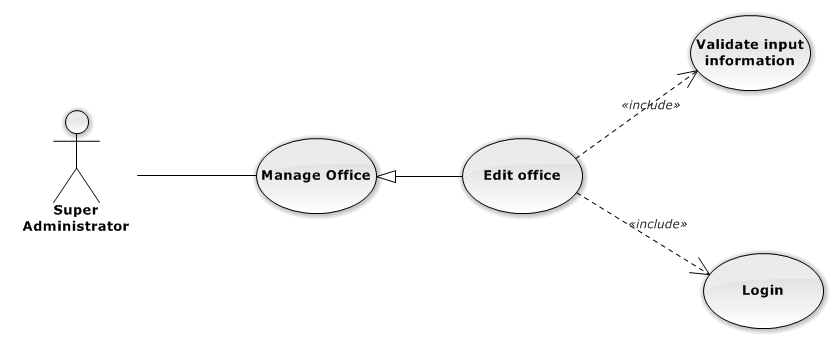 Validate input
information
«include»
Manage Office
Edit office
Super
Administrator
«include»
Login